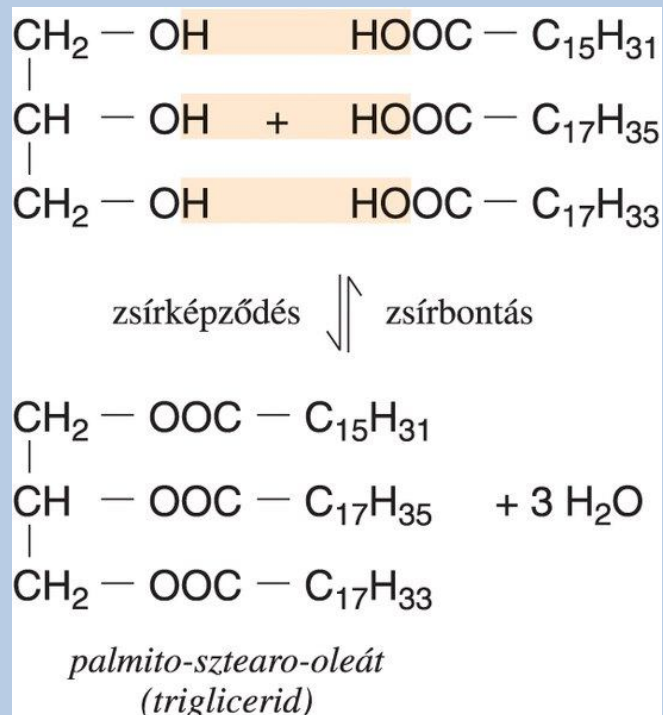 CH₂ — OH HOOC — C₁₅H₃₁
|
CH — OH + HOOC — C₁₇H₃₅
|
CH₂ — OH HOOC — C₁₇H₃₃
zsírképződés ⥮ zsírbontás
CH₂ — OOC — C₁₅H₃₁
|
CH — OOC — C₁₇H₃₅ + 3 H₂O
|
CH₂ — OOC — C₁₇H₃₃
palmito-sztearo-oleát
(triglicerid)